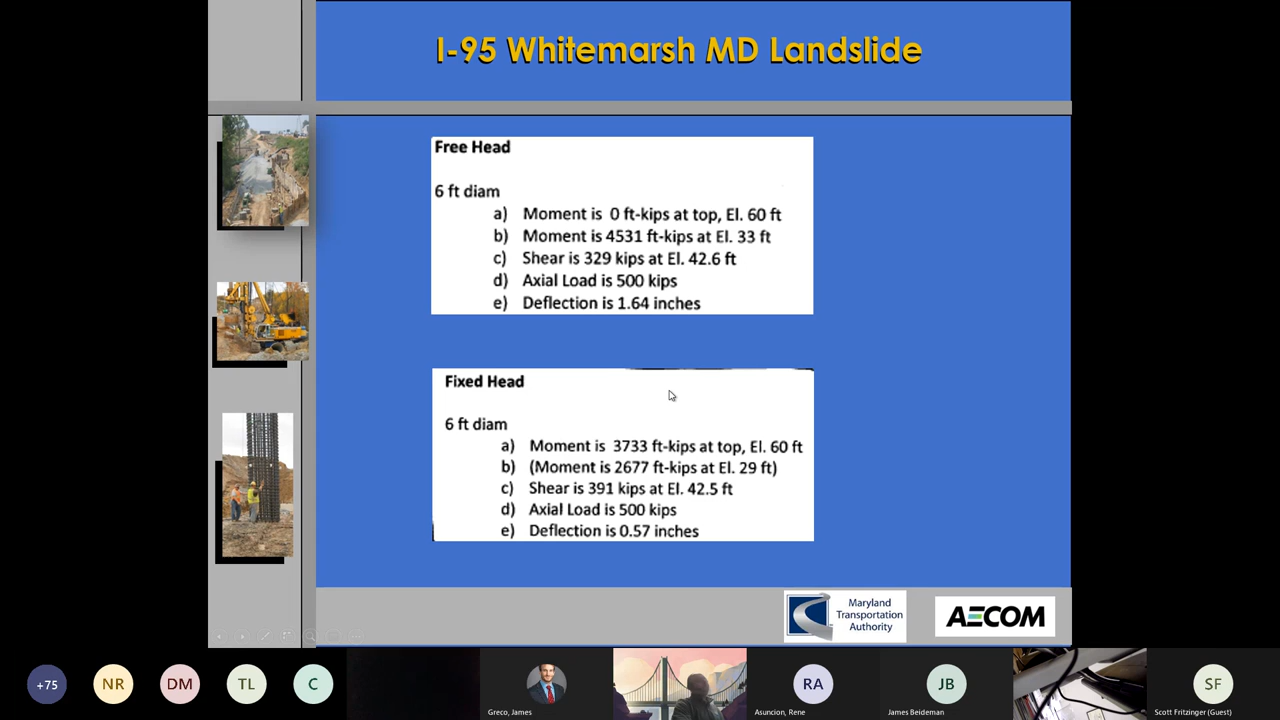 I-95 Whitemarsh MD Landslide
Free Head
6 ft diam
a) Moment is 0 ft-kips at top, El. 60 ft
b) Moment is 4531 ft-kips at El. 33 ft
c) Shear is 329 kips at El. 42.6 ft
d) Axial Load is 500 kips
e) Deflection is 1.64 inches
Fixed Head
6 ft diam
a) Moment is 3733 ft-kips at top, El. 60 ft
b) (Moment is 2677 ft-kips at El. 29 ft)
c) Shear is 391 kips at El. 42.5 ft
d) Axial Load is 500 kips
e) Deflection is 0.57 inches
Maryland
Transportation
Authority
AECOM
+75
NR
DM
TL
C
Greco, James
RA
Asuncion, Rene
JB
James Beideman
SF
Scott Fritzinger (Guest)